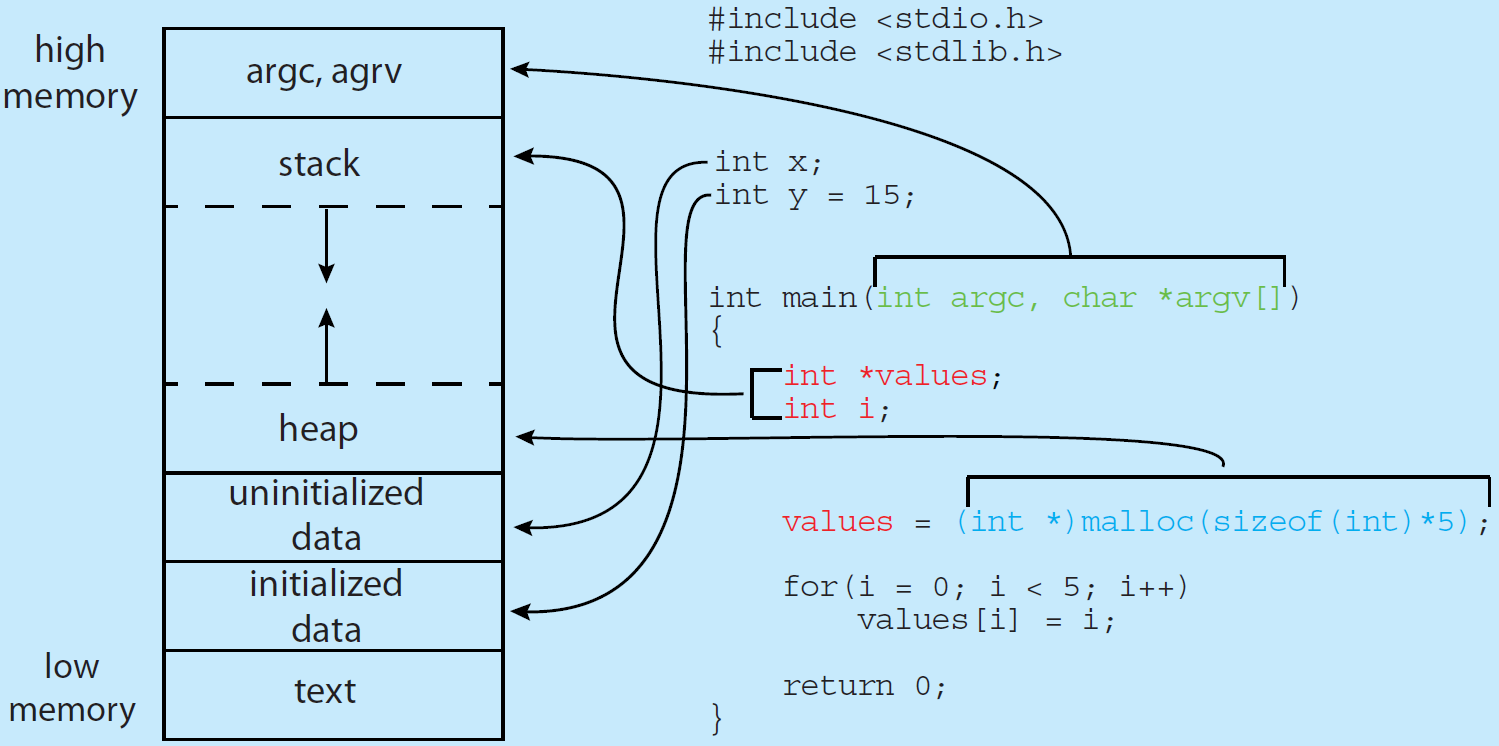 high
memory
argc, agrv
stack
heap
uninitialized
data
initialized
data
low
memory
text
#include <stdio.h>
#include <stdlib.h>
int x;
int y = 15;
int main(int argc, char *argv[])
{
int *values;
int i;
values = (int *)malloc(sizeof(int)*5);
for(i = 0; i < 5; i++)
values[i] = i;
return 0;
}